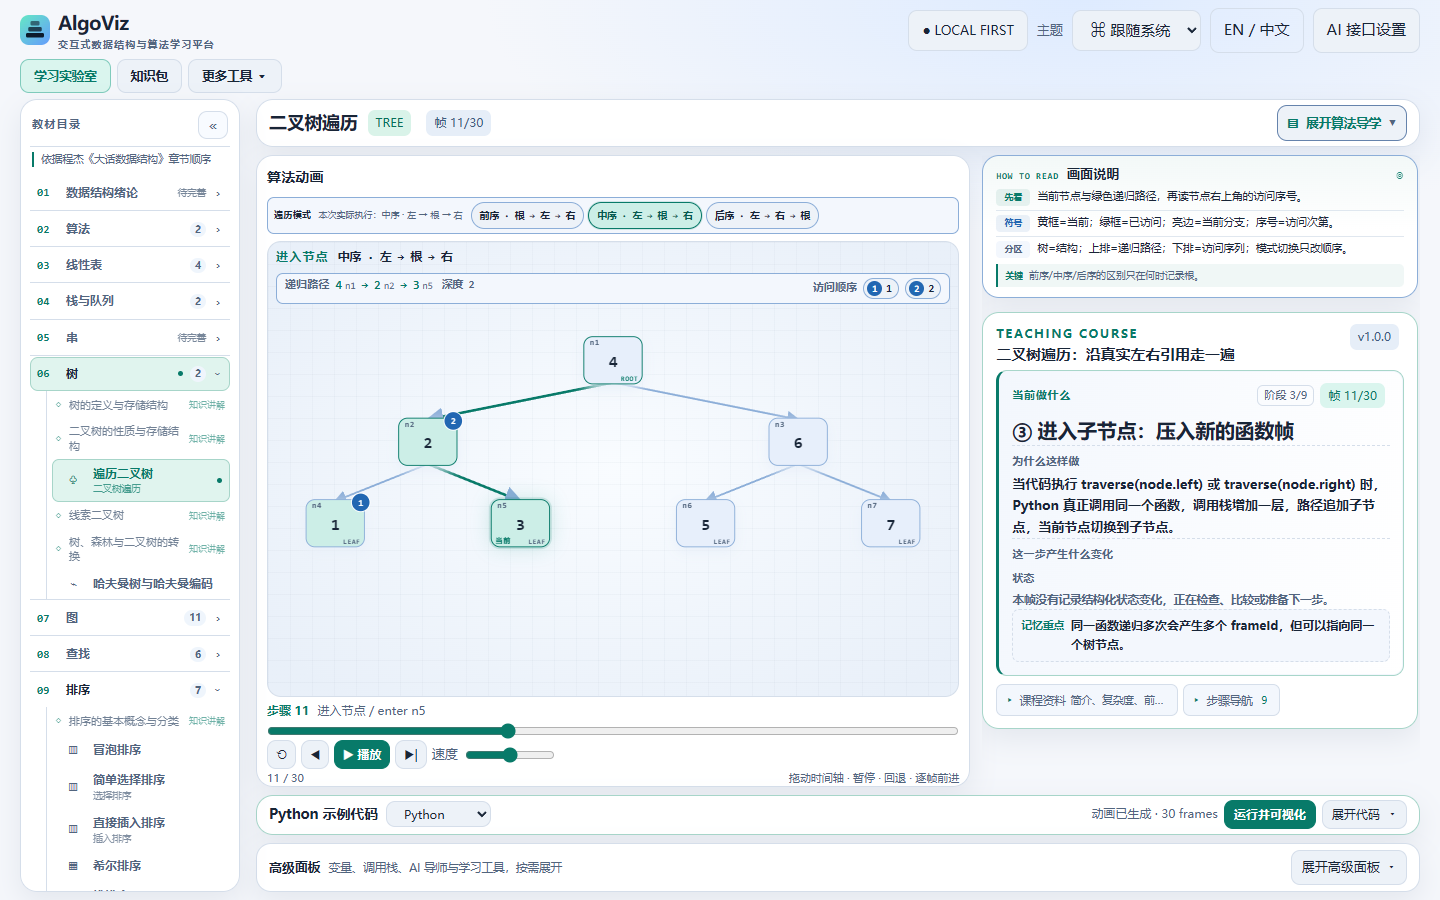 AlgoViz
交互式数据结构与算法学习平台
● LOCAL FIRST
主题
⌘ 跟随系统
EN / 中文
AI 接口设置
学习实验室
知识包
更多工具
教材目录
«
依据程杰《大话数据结构》章节顺序
01 数据结构绪论 待完善
02 算法 2
03 线性表 4
04 栈与队列 2
05 串 待完善
06 树 2
树的定义与存储结构 知识讲解
二叉树的性质与存储结构 知识讲解
遍历二叉树
二叉树遍历
线索二叉树 知识讲解
树、森林与二叉树的转换 知识讲解
哈夫曼树与哈夫曼编码
07 图 11
08 查找 6
09 排序 7
排序的基本概念与分类 知识讲解
冒泡排序
简单选择排序
选择排序
直接插入排序
插入排序
希尔排序
二叉树遍历 TREE 帧 11/30
展开算法导学
算法动画
遍历模式 本次实际执行：中序 · 左 → 根 → 右
前序 · 根 → 左 → 右
中序 · 左 → 根 → 右
后序 · 左 → 右 → 根
进入节点 中序 · 左 → 根 → 右
递归路径 4 n1 → 2 n2 → 3 n5 深度 2
访问顺序 1 1 2 2
n1 4 ROOT
n2 2 2
n3 6
n4 1 1 LEAF
n5 3 当前 LEAF
n6 5 LEAF
n7 7 LEAF
步骤 11 进入节点 / enter n5
播放
速度
11 / 30
拖动时间轴 · 暂停 · 回退 · 逐帧前进
HOW TO READ 画面说明
先看 当前节点与绿色递归路径，再读节点右上角的访问序号。
符号 黄框=当前；绿框=已访问；亮边=当前分支；序号=访问次第。
分区 树=结构；上排=递归路径；下排=访问序列；模式切换只改顺序。
关键 前序/中序/后序的区别只在何时记录根。
TEACHING COURSE
二叉树遍历：沿真实左右引用走一遍
v1.0.0
当前做什么
阶段 3/9
帧 11/30
③ 进入子节点：压入新的函数帧
为什么这样做
当代码执行 traverse(node.left) 或 traverse(node.right) 时，
Python 真正调用同一个函数，调用栈增加一层，路径追加子节
点，当前节点切换到子节点。
这一步产生什么变化
状态
本帧没有记录结构化状态变化，正在检查、比较或准备下一步。
记忆重点 同一函数递归多次会产生多个 frameId，但可以指向同一
个树节点。
课程资料 简介、复杂度、前...
步骤导航 9
Python 示例代码
Python
动画已生成 · 30 frames
运行并可视化
展开代码
高级面板 变量、调用栈、AI 导师与学习工具，按需展开
展开高级面板